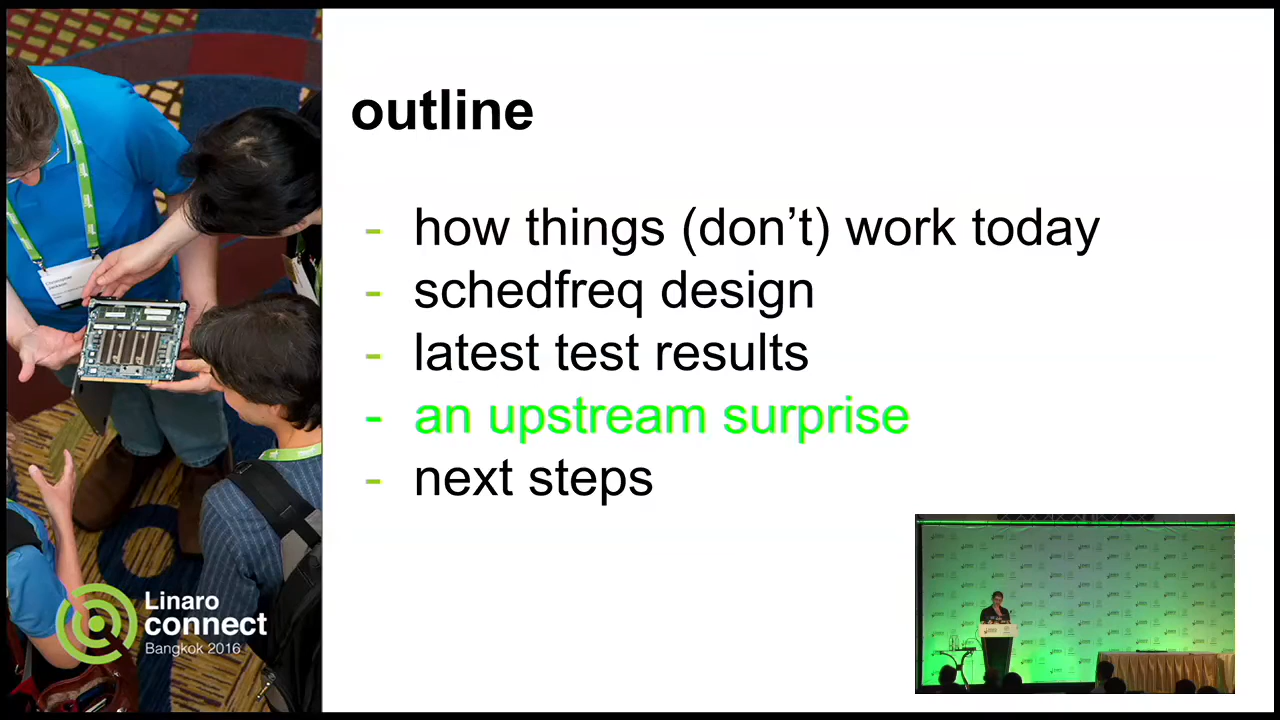 outline
- how things (don’t) work today
- schedfreq design
- latest test results
- an upstream surprise
- next steps
Linaro
connect
Bangkok 2016